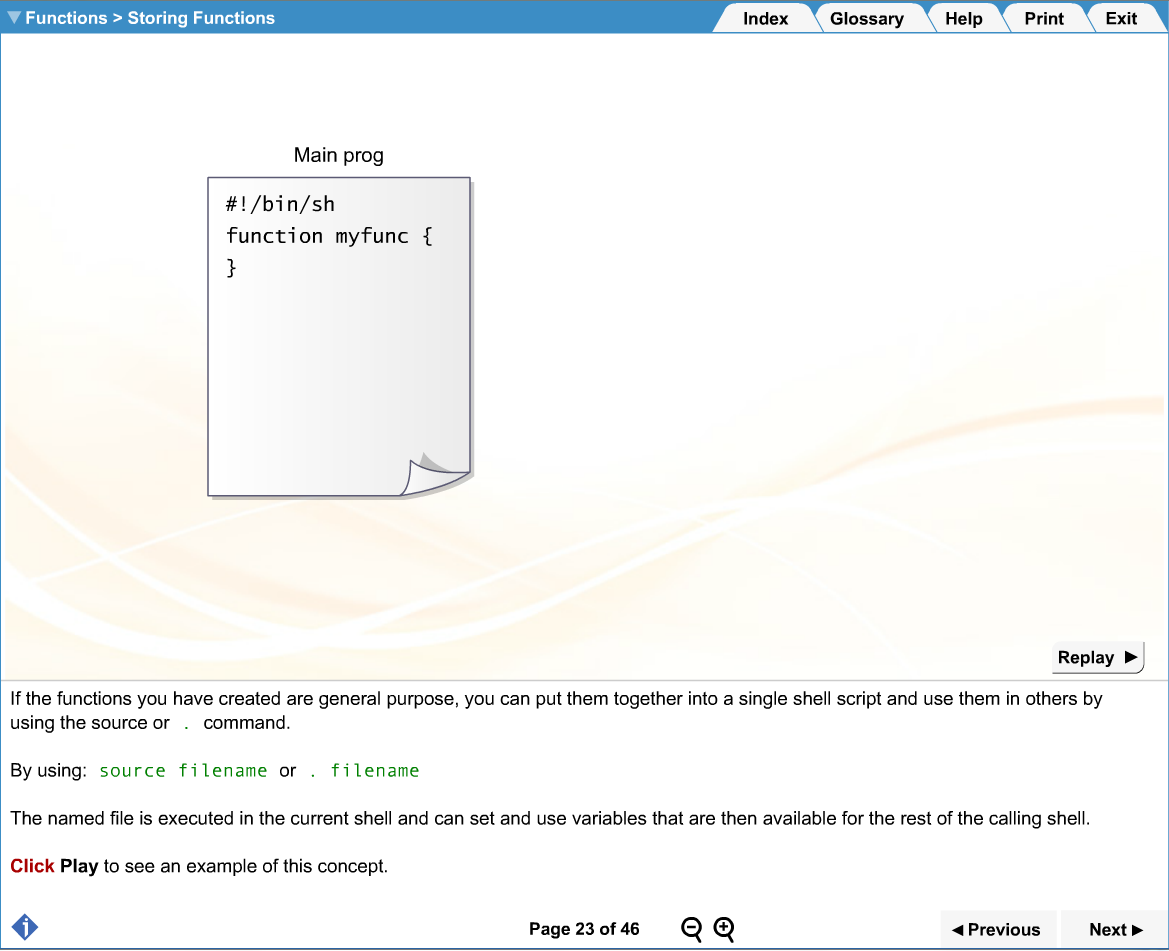 Functions > Storing Functions
Index
Glossary
Help
Print
Exit
Main prog
#!/bin/sh
function myfunc {
}
Replay
If the functions you have created are general purpose, you can put them together into a single shell script and use them in others by
using the source or . command.
By using: source filename or . filename
The named file is executed in the current shell and can set and use variables that are then available for the rest of the calling shell.
Click Play to see an example of this concept.
i
Page 23 of 46
Previous
Next